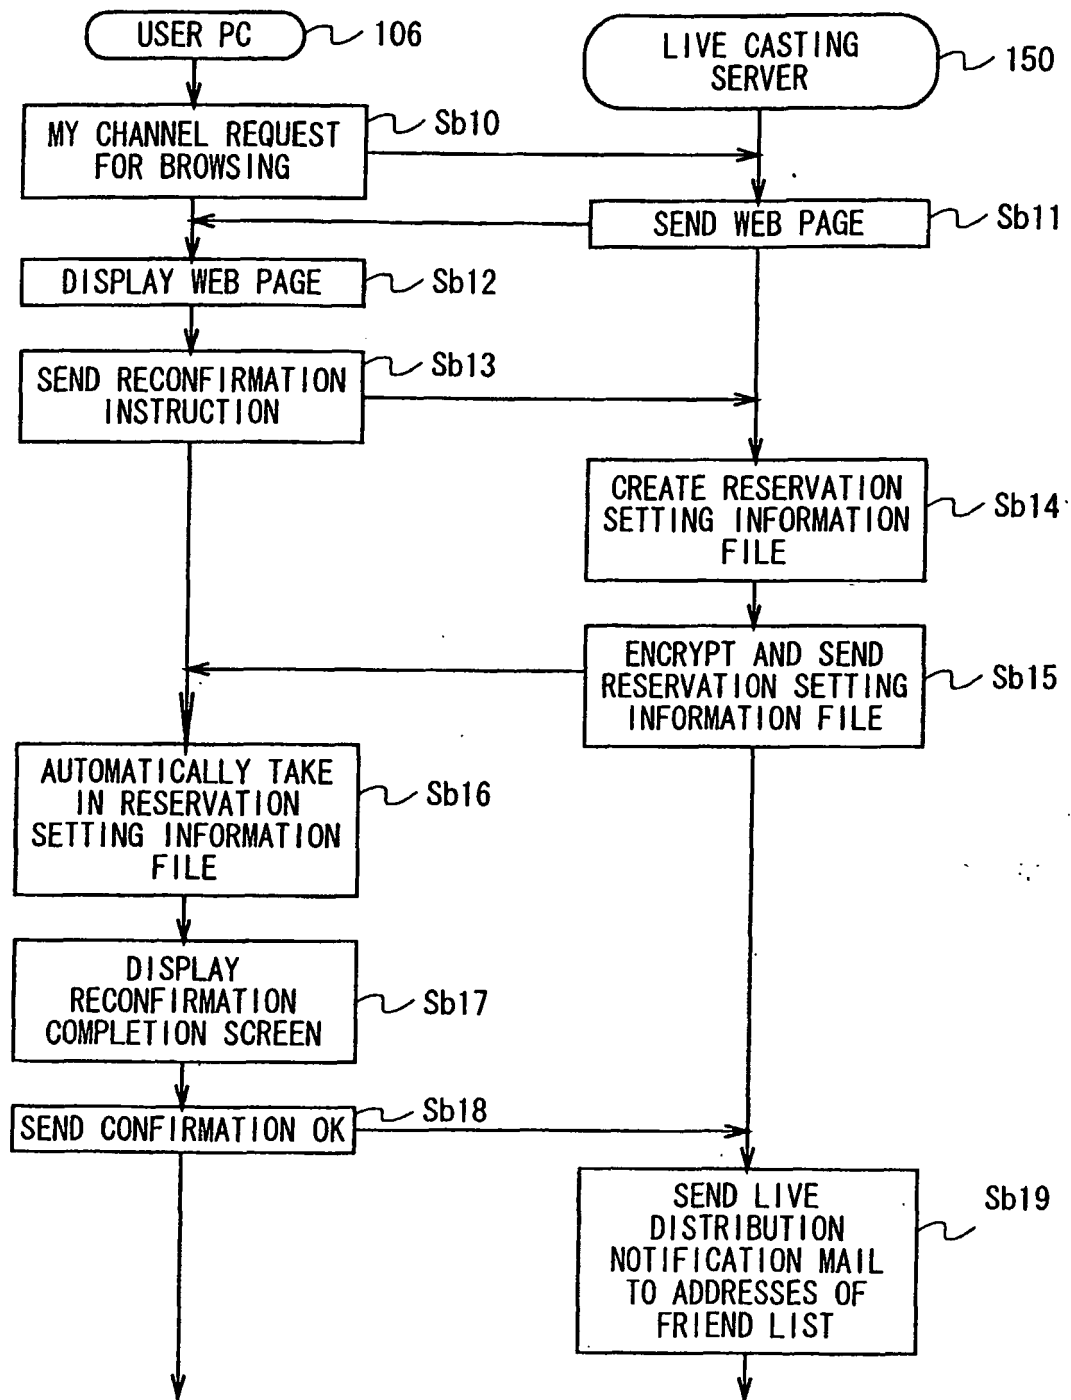 USER PC
106
LIVE CASTING
SERVER
150
MY CHANNEL REQUEST
FOR BROWSING
Sb10
SEND WEB PAGE
Sb11
DISPLAY WEB PAGE
Sb12
SEND RECONFIRMATION
INSTRUCTION
Sb13
CREATE RESERVATION
SETTING INFORMATION
FILE
Sb14
ENCRYPT AND SEND
RESERVATION SETTING
INFORMATION FILE
Sb15
AUTOMATICALLY TAKE
IN RESERVATION
SETTING INFORMATION
FILE
Sb16
DISPLAY
RECONFIRMATION
COMPLETION SCREEN
Sb17
SEND CONFIRMATION OK
Sb18
SEND LIVE
DISTRIBUTION
NOTIFICATION MAIL
TO ADDRESSES OF
FRIEND LIST
Sb19